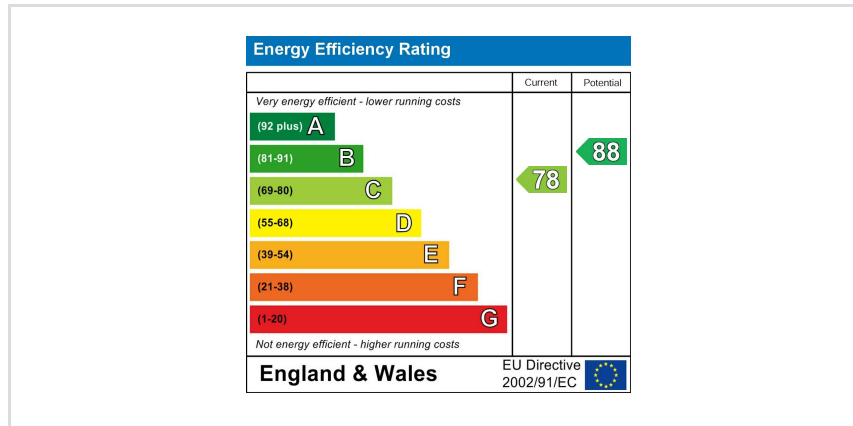 Energy Efficiency Rating
Current Potential
Very energy efficient - lower running costs
(92 plus) A
(81-91) B
88
(69-80) C
78
(55-68) D
(39-54) E
(21-38) F
(1-20) G
Not energy efficient - higher running costs
England & Wales
EU Directive
2002/91/EC